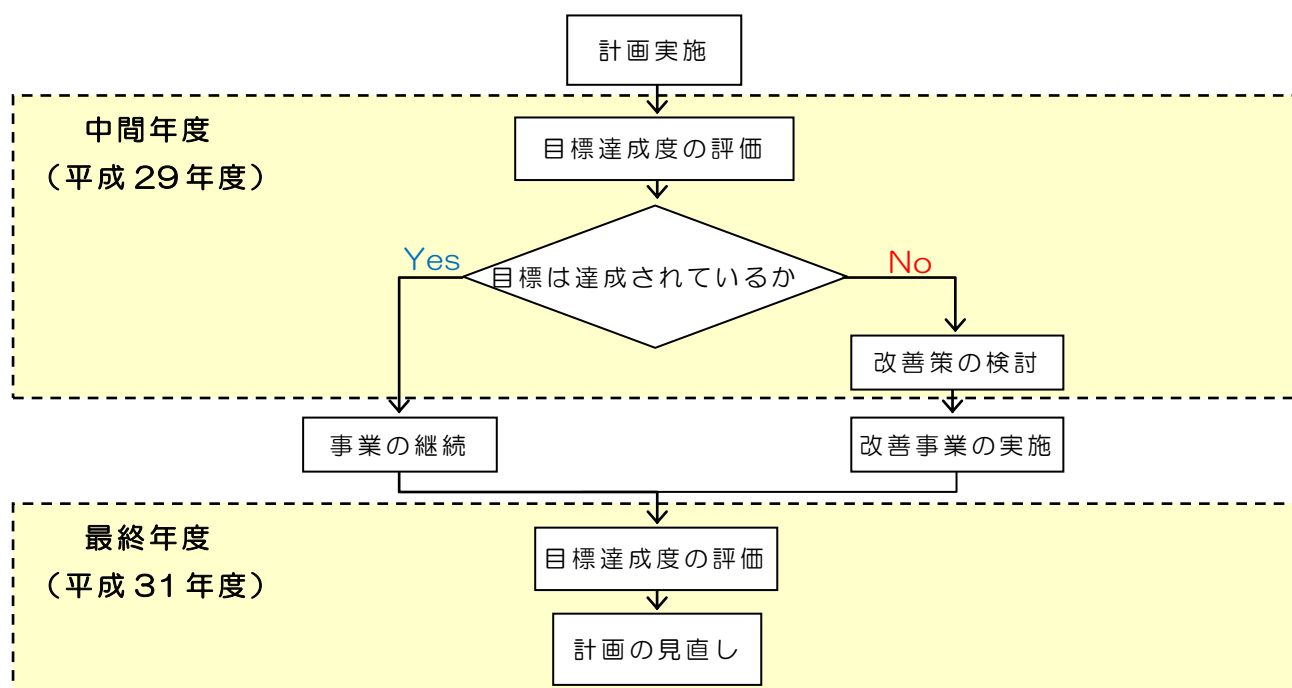 計画実施
中間年度
（平成29年度）
目標達成度の評価
Yes
目標は達成されているか
No
改善策の検討
事業の継続
改善事業の実施
最終年度
（平成31年度）
目標達成度の評価
計画の見直し